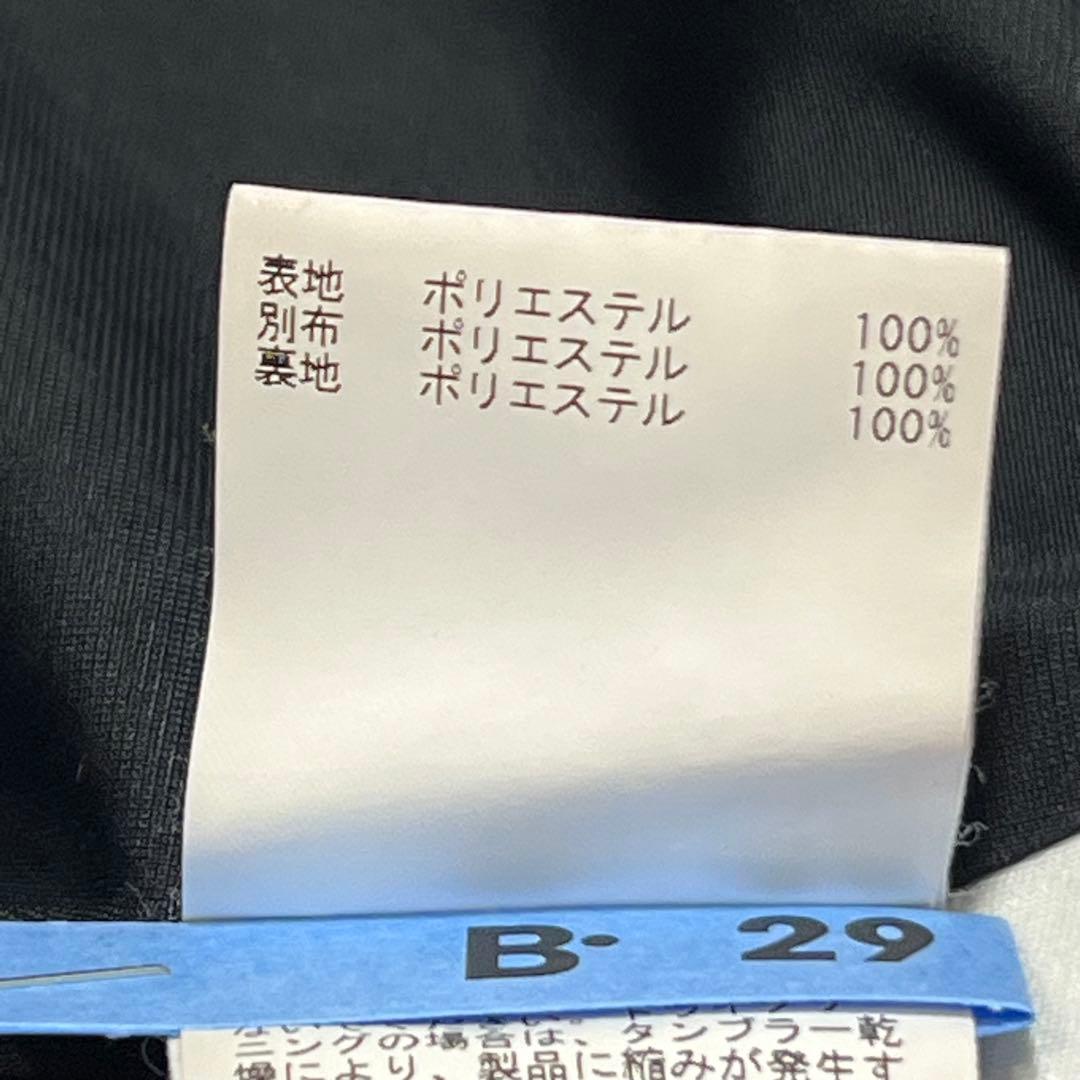 表地 ポリエステル 100%
別布 ポリエステル 100%
裏地 ポリエステル 100%
B・ 29
ニングの場合は、タンブラー乾
燥により、製品に縮みが発生す